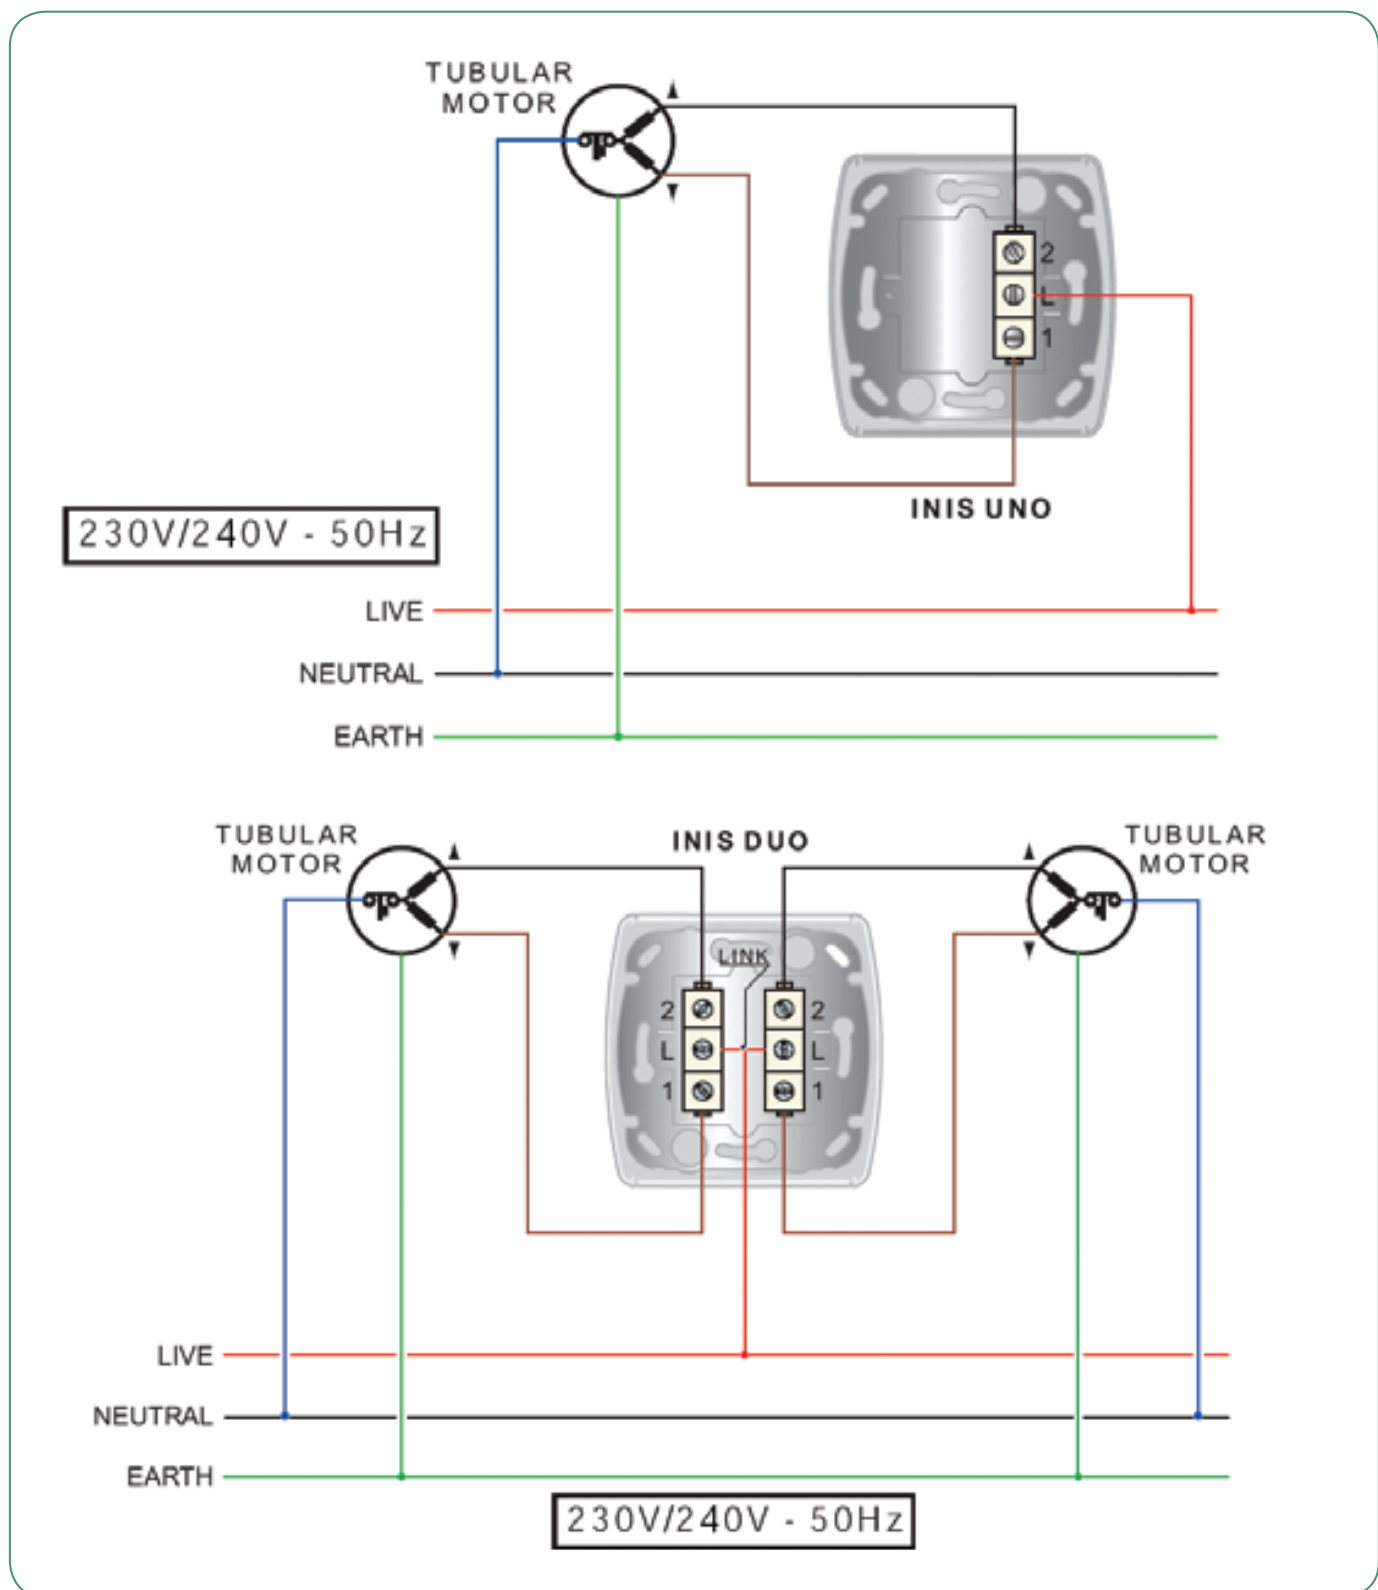 TUBULAR
MOTOR
2
L
1
INIS UNO
230V/240V - 50Hz
LIVE
NEUTRAL
EARTH
TUBULAR
MOTOR
INIS DUO
TUBULAR
MOTOR
LINK
2
2
L
L
1
1
LIVE
NEUTRAL
EARTH
230V/240V - 50Hz